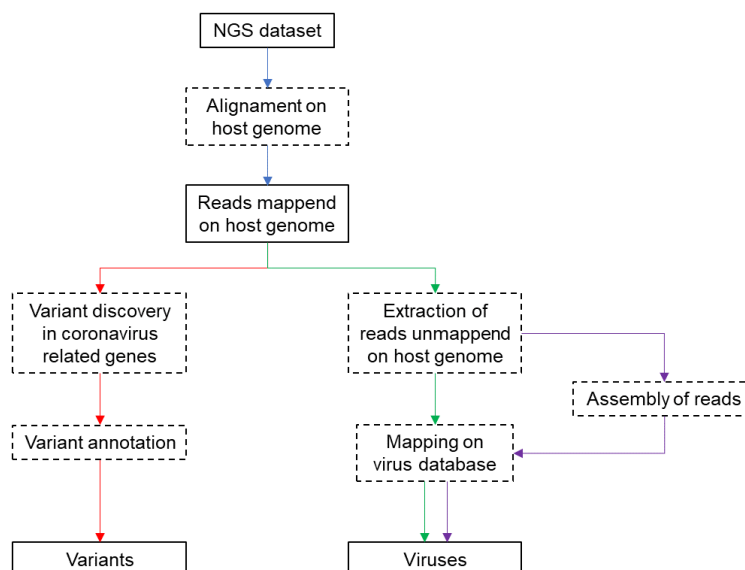 NGS dataset
Alignament on
host genome
Reads mappend
on host genome
Variant discovery
in coronavirus
related genes
Extraction of
reads unmappend
on host genome
Assembly of reads
Variant annotation
Mapping on
virus database
Variants
Viruses